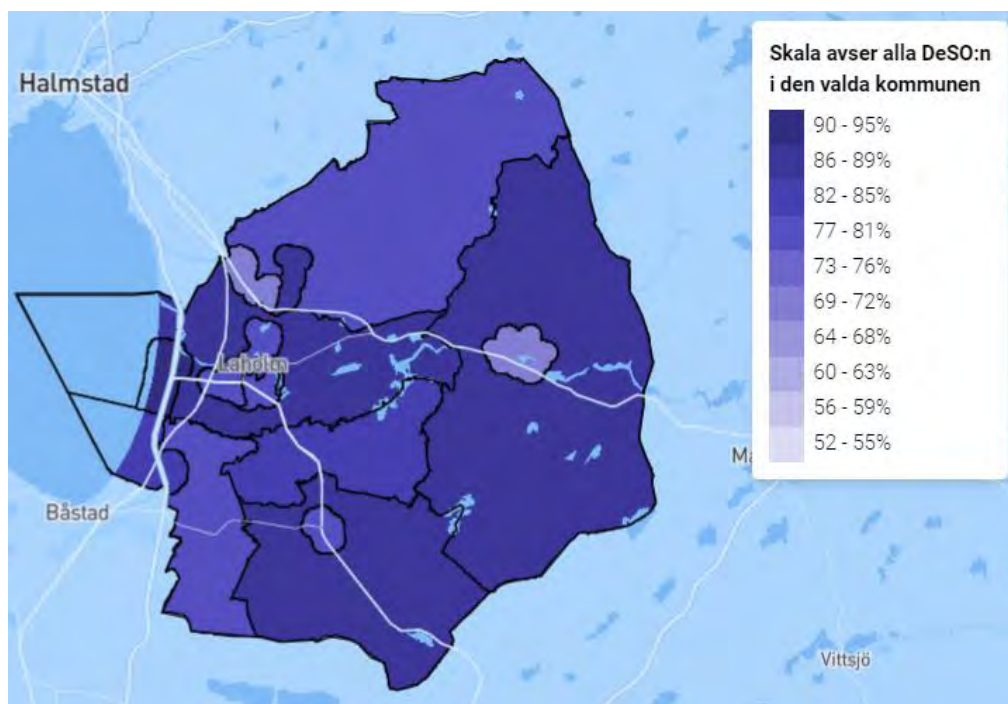 Halmstad
Skala avser alla DeSO:n
i den valda kommunen
90 - 95%
86 - 89%
82 - 85%
77 - 81%
73 - 76%
69 - 72%
64 - 68%
60 - 63%
56 - 59%
52 - 55%
Laholm
Båstad
Vittsjö